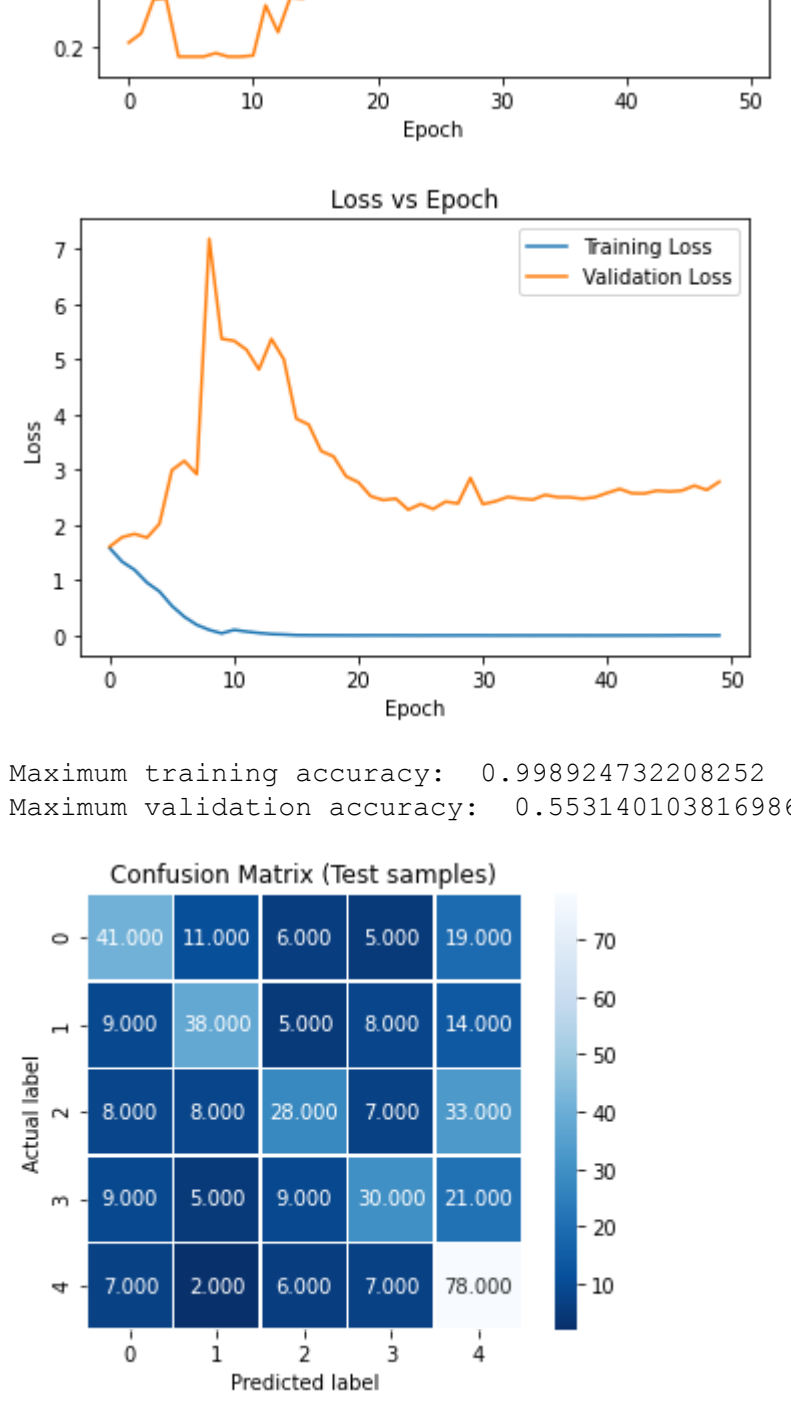 0.2
0 10 20 30 40 50
Epoch
Loss vs Epoch
Training Loss
Validation Loss
7
6
5
4
3
2
1
0
Loss
0 10 20 30 40 50
Epoch
Maximum training accuracy:  0.998924732208252
Maximum validation accuracy:  0.553140103816986
Confusion Matrix (Test samples)
0 41.000 11.000 6.000 5.000 19.000
1 9.000 38.000 5.000 8.000 14.000
2 8.000 8.000 28.000 7.000 33.000
3 9.000 5.000 9.000 30.000 21.000
4 7.000 2.000 6.000 7.000 78.000
Actual label
0 1 2 3 4
Predicted label
70
60
50
40
30
20
10